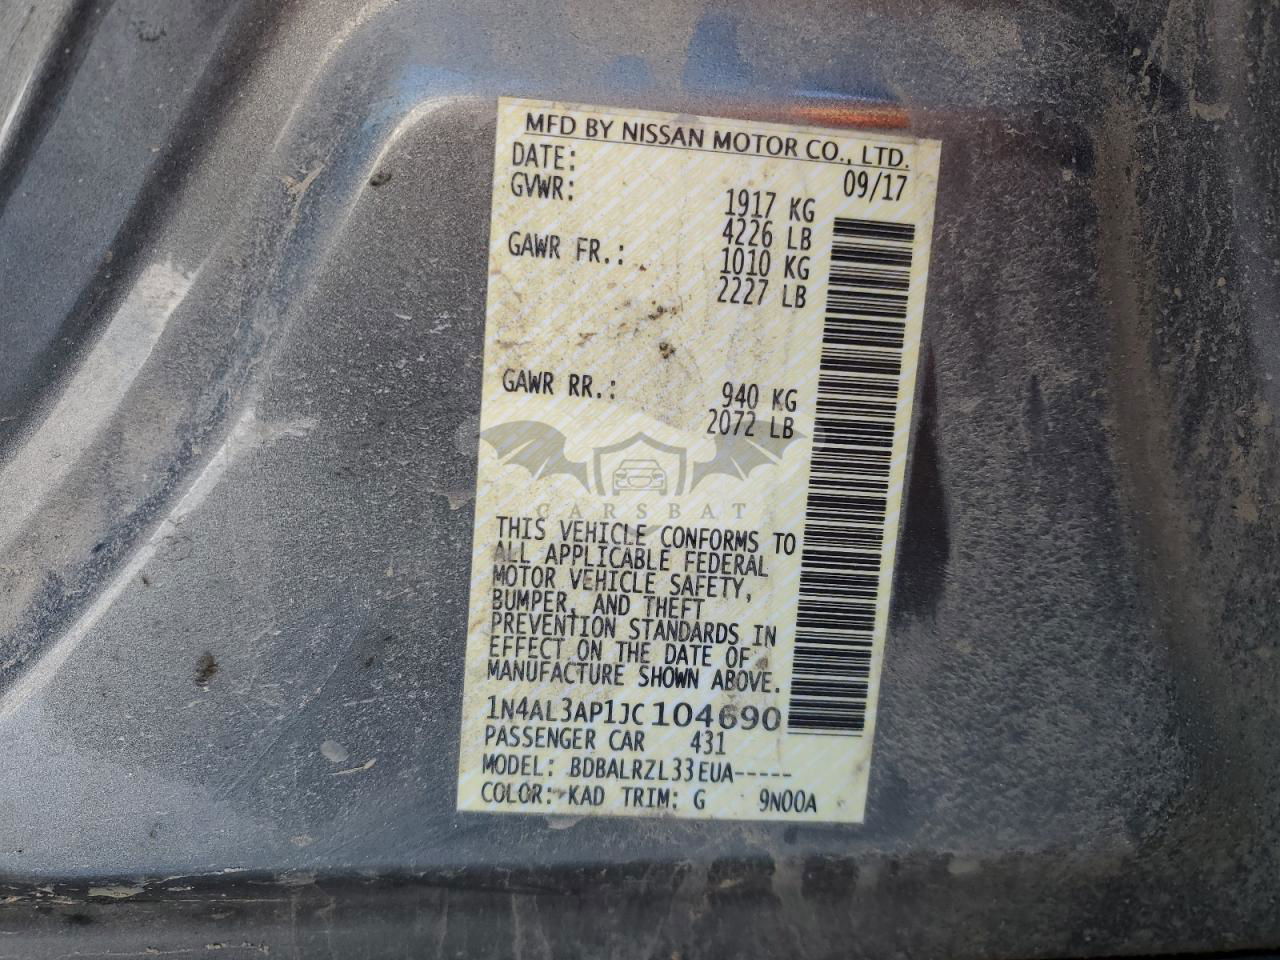 MFD BY NISSAN MOTOR CO., LTD.
DATE: 09/17
GVWR: 1917 KG
4226 LB
GAWR FR.: 1010 KG
2227 LB
GAWR RR.: 940 KG
2072 LB
CARSBAT
THIS VEHICLE CONFORMS TO
ALL APPLICABLE FEDERAL
MOTOR VEHICLE SAFETY,
BUMPER, AND THEFT
PREVENTION STANDARDS IN
EFFECT ON THE DATE OF
MANUFACTURE SHOWN ABOVE.
1N4AL3AP1JC104690
PASSENGER CAR 431
MODEL: BDBALRZL33EUA-----
COLOR: KAD TRIM: G 9N00A